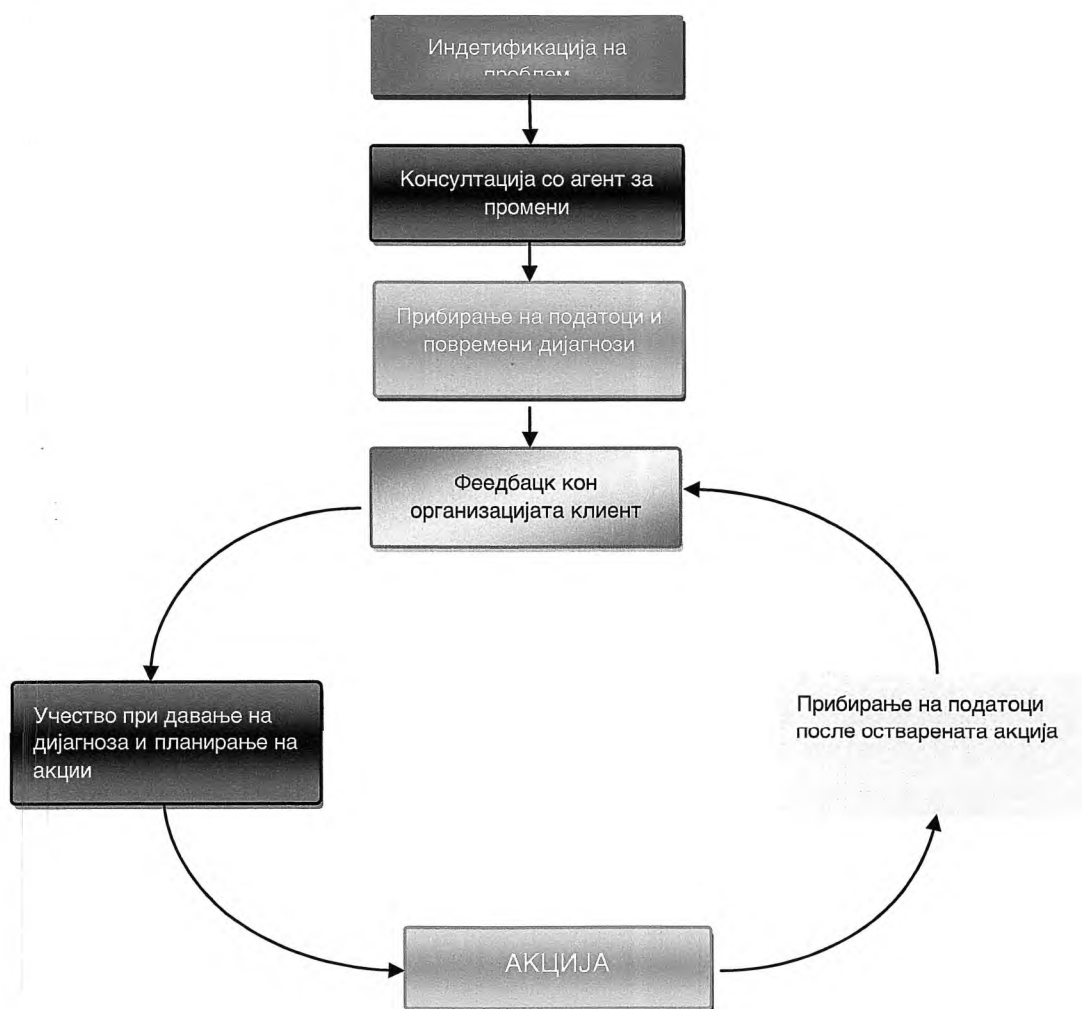 Индетификација на
проблем
Консултација со агент за
промени
Прибирање на податоци и
повремени дијагнози
Феедбацк кон
организацијата клиент
Учество при давање на
дијагноза и планирање на
акции
Прибирање на податоци
после остварената акција
АКЦИЈА